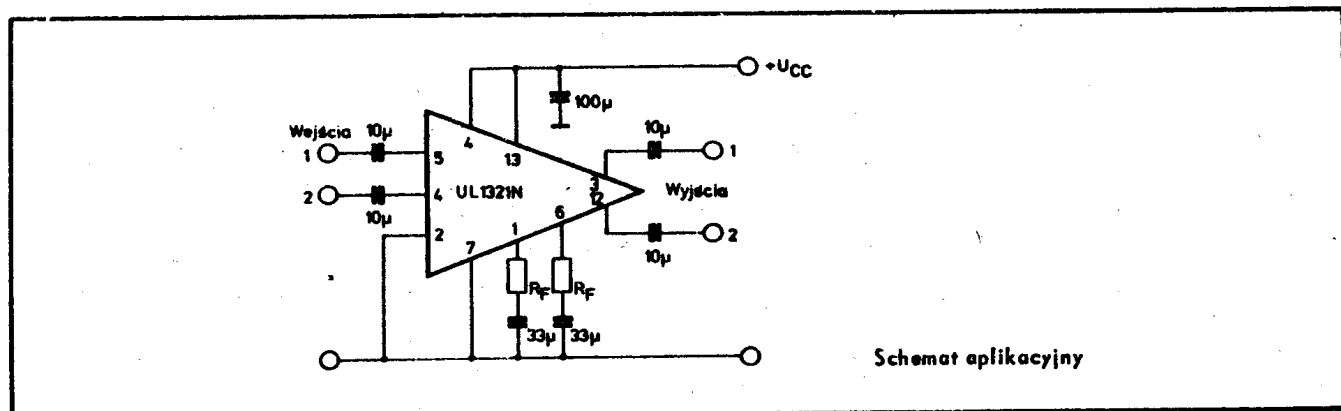 +UCC
100µ
Wejścia
10µ
10µ
1
4
13
1
5
3
2
4
UL1321N
12
Wyjścia
6
10µ
2
1
2
7
10µ
RF
RF
33µ
33µ
Schemat aplikacyjny